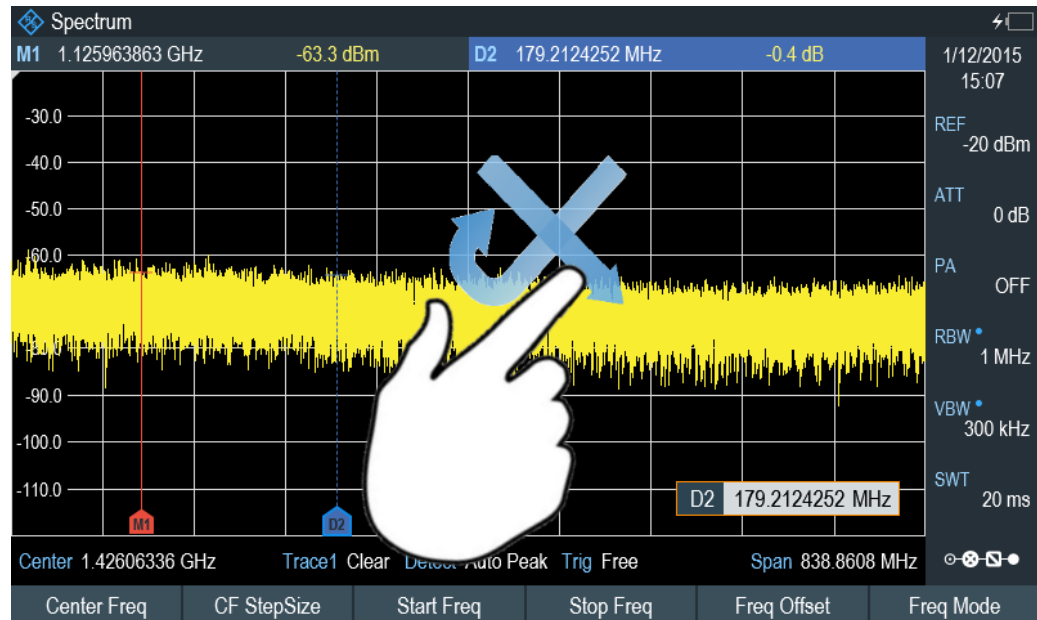 Spectrum
M1 1.125963863 GHz -63.3 dBm D2 179.2124252 MHz -0.4 dB
1/12/2015
15:07
-30.0
-40.0
-50.0
-60.0
-80.0
-90.0
-100.0
-110.0
REF
-20 dBm
ATT
0 dB
PA
OFF
RBW
1 MHz
VBW
300 kHz
SWT
20 ms
M1
D2
D2 179.2124252 MHz
Center 1.42606336 GHz Trace1 Clear Detect Auto Peak Trig Free Span 838.8608 MHz
Center Freq CF StepSize Start Freq Stop Freq Freq Offset Freq Mode